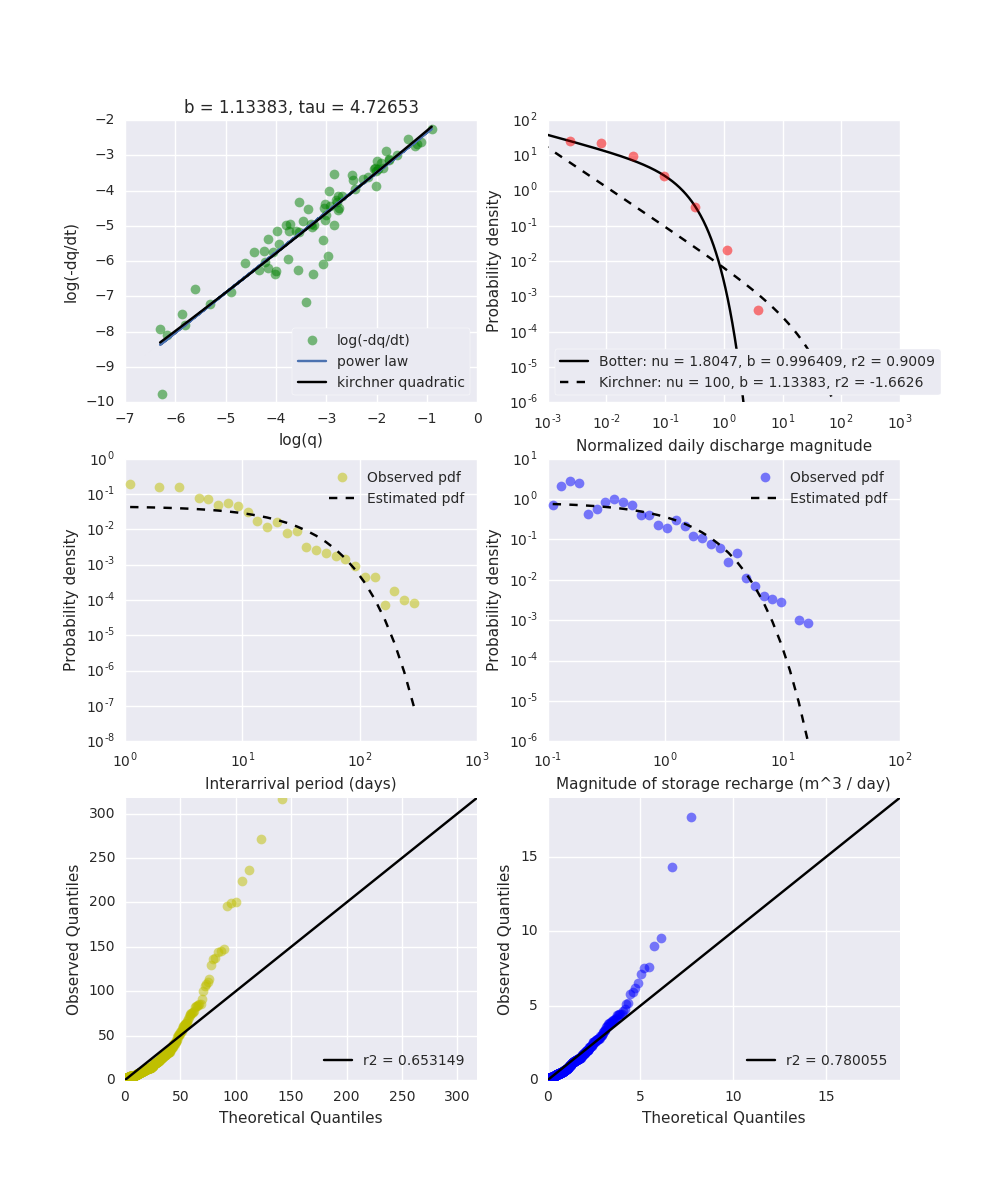 b = 1.13383, tau = 4.72653
−2
−3
−4
−5
−6
−7
−8
−9
−10
log(-dq/dt)
log(-dq/dt)
power law
kirchner quadratic
−7 −6 −5 −4 −3 −2 −1 0
log(q)
10^2
10^1
10^0
10^-1
10^-2
10^-3
10^-4
10^-5
10^-6
Probability density
Botter: nu = 1.8047, b = 0.996409, r2 = 0.9009
Kirchner: nu = 100, b = 1.13383, r2 = -1.6626
10^-3 10^-2 10^-1 10^0 10^1 10^2 10^3
Normalized daily discharge magnitude
10^0
10^-1
10^-2
10^-3
10^-4
10^-5
10^-6
10^-7
10^-8
Probability density
Observed pdf
Estimated pdf
10^0 10^1 10^2 10^3
Interarrival period (days)
10^1
10^0
10^-1
10^-2
10^-3
10^-4
10^-5
10^-6
Probability density
Observed pdf
Estimated pdf
10^-1 10^0 10^1 10^2
Magnitude of storage recharge (m^3 / day)
300
250
200
150
100
50
0
Observed Quantiles
r2 = 0.653149
0 50 100 150 200 250 300
Theoretical Quantiles
15
10
5
0
Observed Quantiles
r2 = 0.780055
0 5 10 15
Theoretical Quantiles